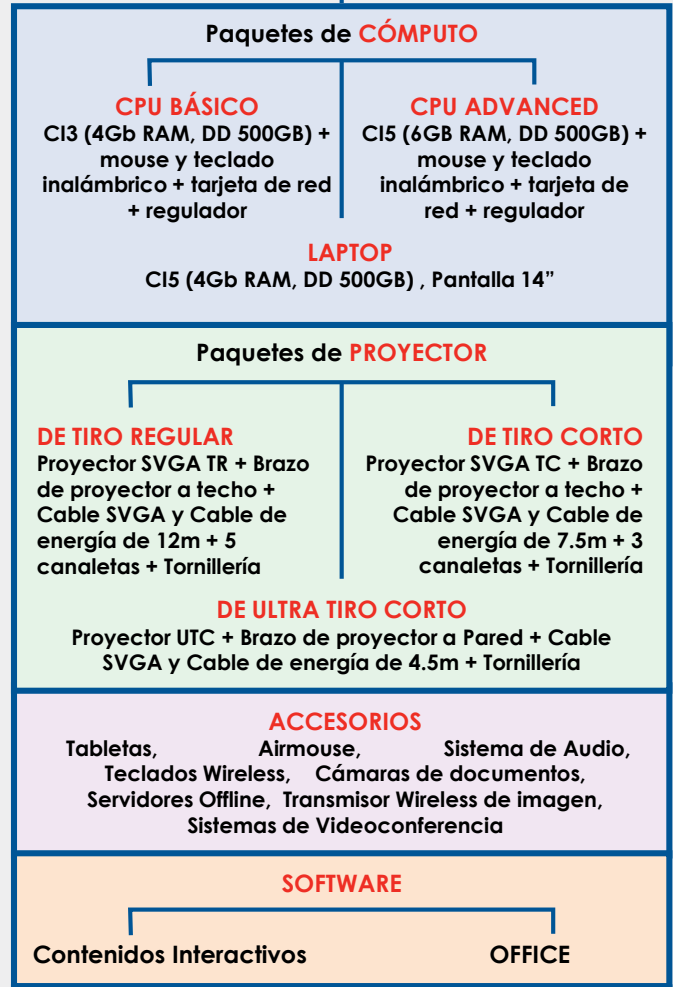 Paquetes de CÓMPUTO
CPU BÁSICO
CI3 (4Gb RAM, DD 500GB) +
mouse y teclado
inalámbrico + tarjeta de red
+ regulador
CPU ADVANCED
CI5 (6GB RAM, DD 500GB) +
mouse y teclado
inalámbrico + tarjeta de
red + regulador
LAPTOP
CI5 (4Gb RAM, DD 500GB) , Pantalla 14”
Paquetes de PROYECTOR
DE TIRO REGULAR
Proyector SVGA TR + Brazo
de proyector a techo +
Cable SVGA y Cable de
energía de 12m + 5
canaletas + Tornillería
DE TIRO CORTO
Proyector SVGA TC + Brazo
de proyector a techo +
Cable SVGA y Cable de
energía de 7.5m + 3
canaletas + Tornillería
DE ULTRA TIRO CORTO
Proyector UTC + Brazo de proyector a Pared + Cable
SVGA y Cable de energía de 4.5m + Tornillería
ACCESORIOS
Tabletas, Airmouse, Sistema de Audio,
Teclados Wireless, Cámaras de documentos,
Servidores Offline, Transmisor Wireless de imagen,
Sistemas de Videoconferencia
SOFTWARE
Contenidos Interactivos OFFICE